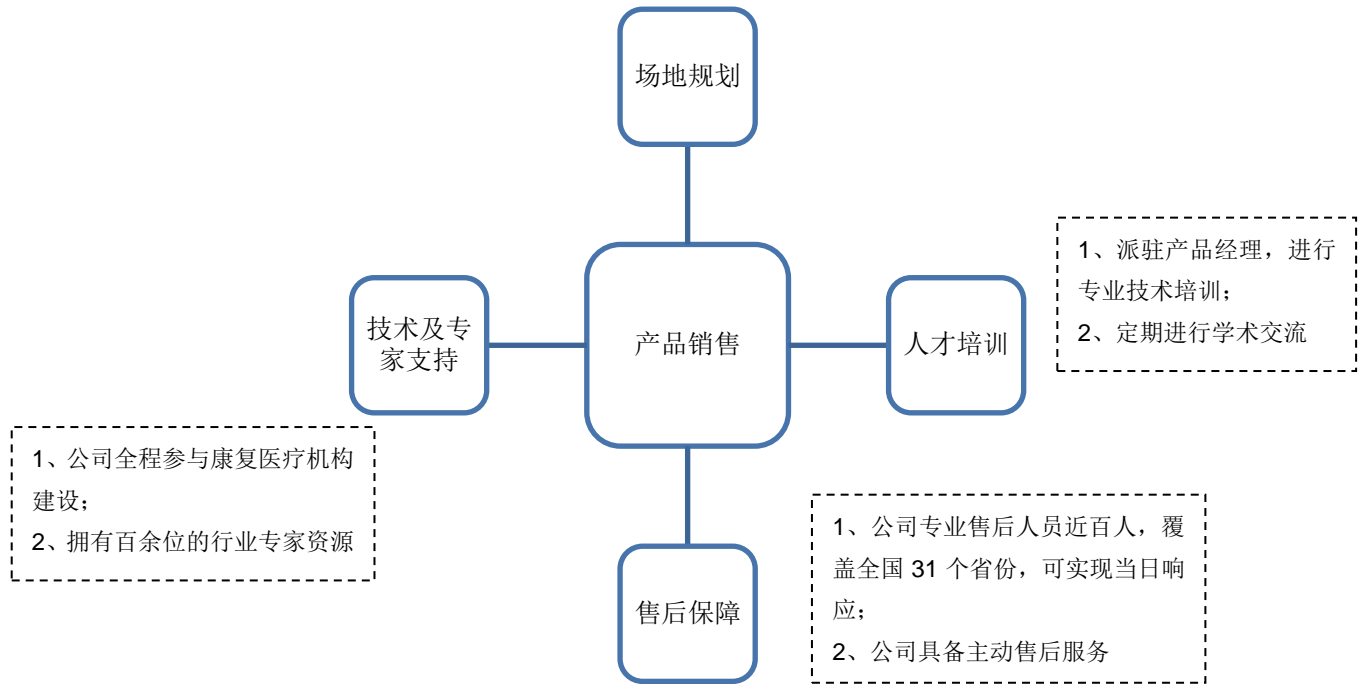 场地规划
1、派驻产品经理，进行
专业技术培训；
2、定期进行学术交流
技术及专
家支持
产品销售
人才培训
1、公司全程参与康复医疗机构
建设；
2、拥有百余位的行业专家资源
1、公司专业售后人员近百人，覆
盖全国 31 个省份，可实现当日响
应；
2、公司具备主动售后服务
售后保障